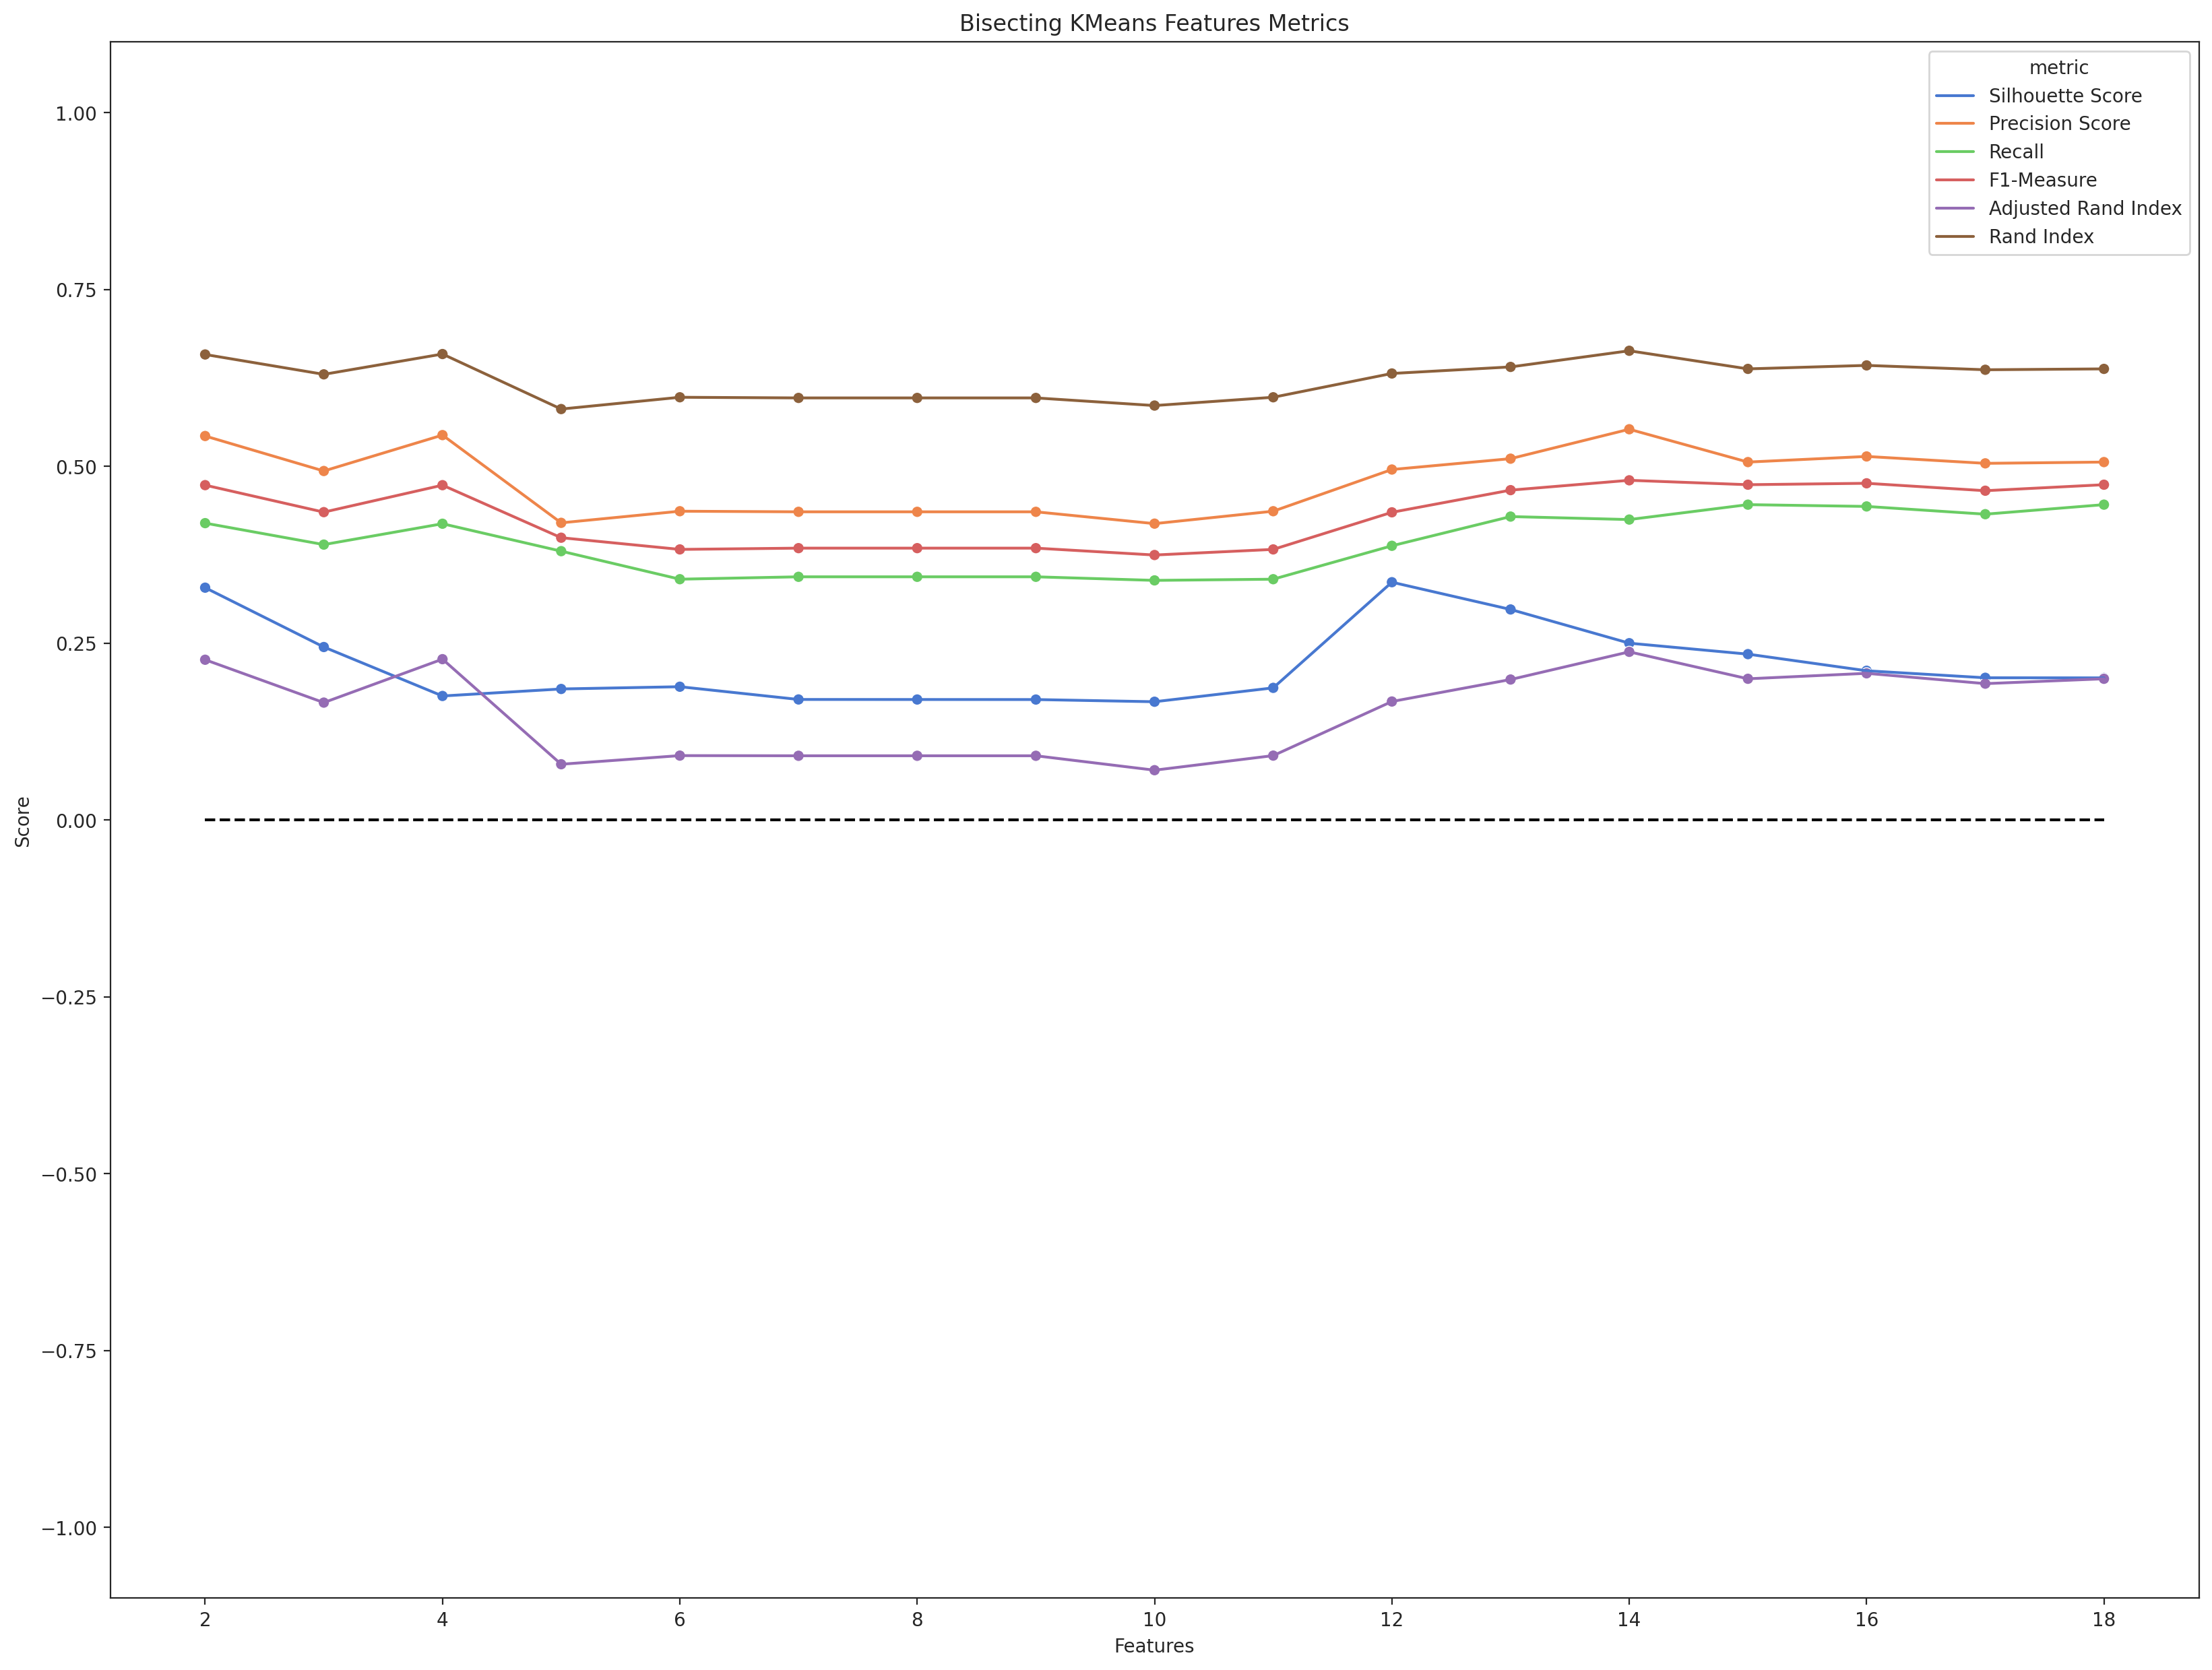 Bisecting KMeans Features Metrics
metric
Silhouette Score
Precision Score
Recall
F1-Measure
Adjusted Rand Index
Rand Index
1.00
0.75
0.50
0.25
0.00
−0.25
−0.50
−0.75
−1.00
Score
2 4 6 8 10 12 14 16 18
Features